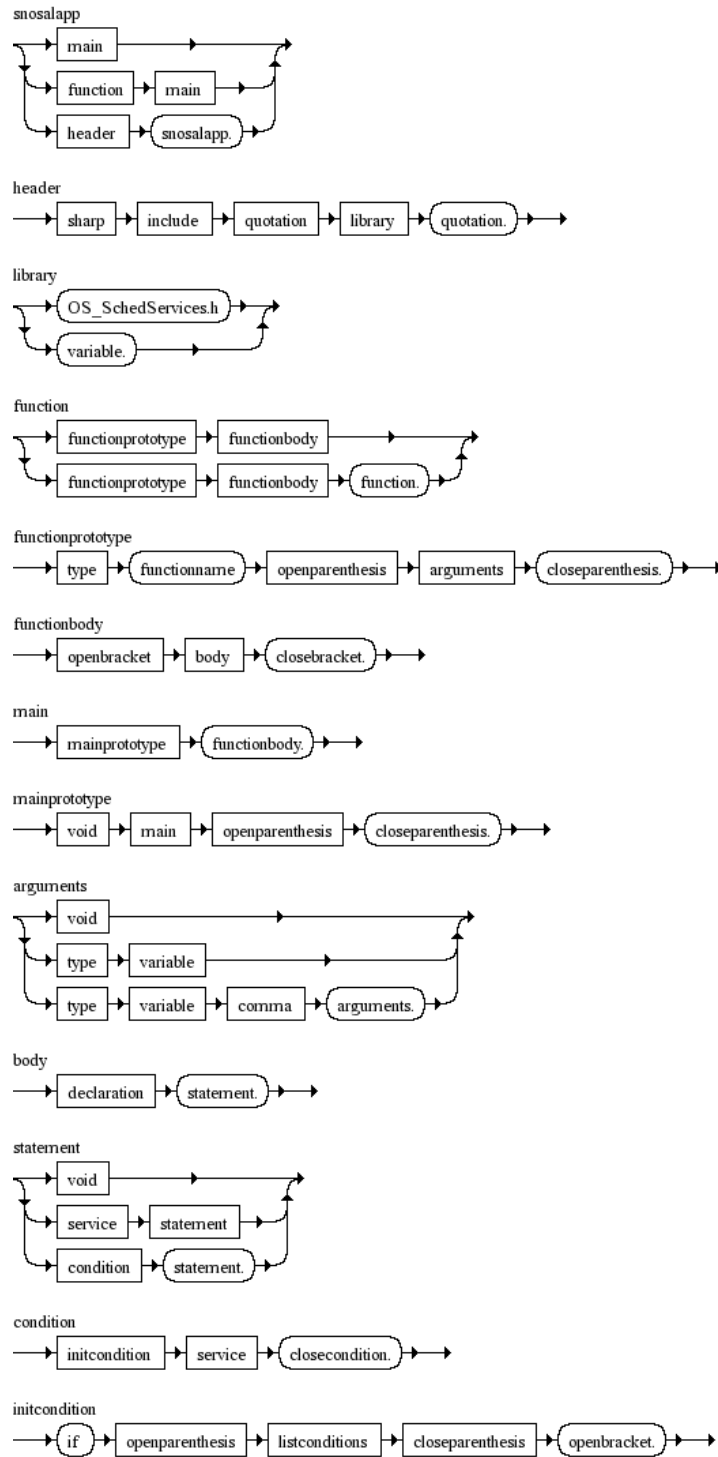 snosalapp
main
function main
header snosalapp.
header
sharp include quotation library quotation.
library
OS_SchedServices.h
variable.
function
functionprototype functionbody
functionprototype functionbody function.
functionprototype
type functionname openparenthesis arguments closeparenthesis.
functionbody
openbracket body closebracket.
main
mainprototype functionbody.
mainprototype
void main openparenthesis closeparenthesis.
arguments
void
type variable
type variable comma arguments.
body
declaration statement.
statement
void
service statement
condition statement.
condition
initcondition service closecondition.
initcondition
if openparenthesis listconditions closeparenthesis openbracket.